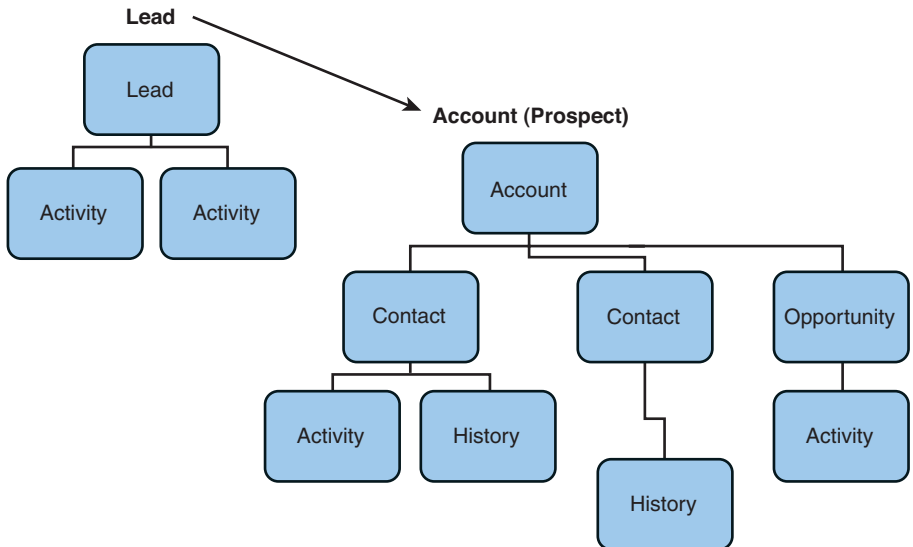 Lead
Lead
Activity
Activity
Account (Prospect)
Account
Contact
Contact
Opportunity
Activity
History
Activity
History